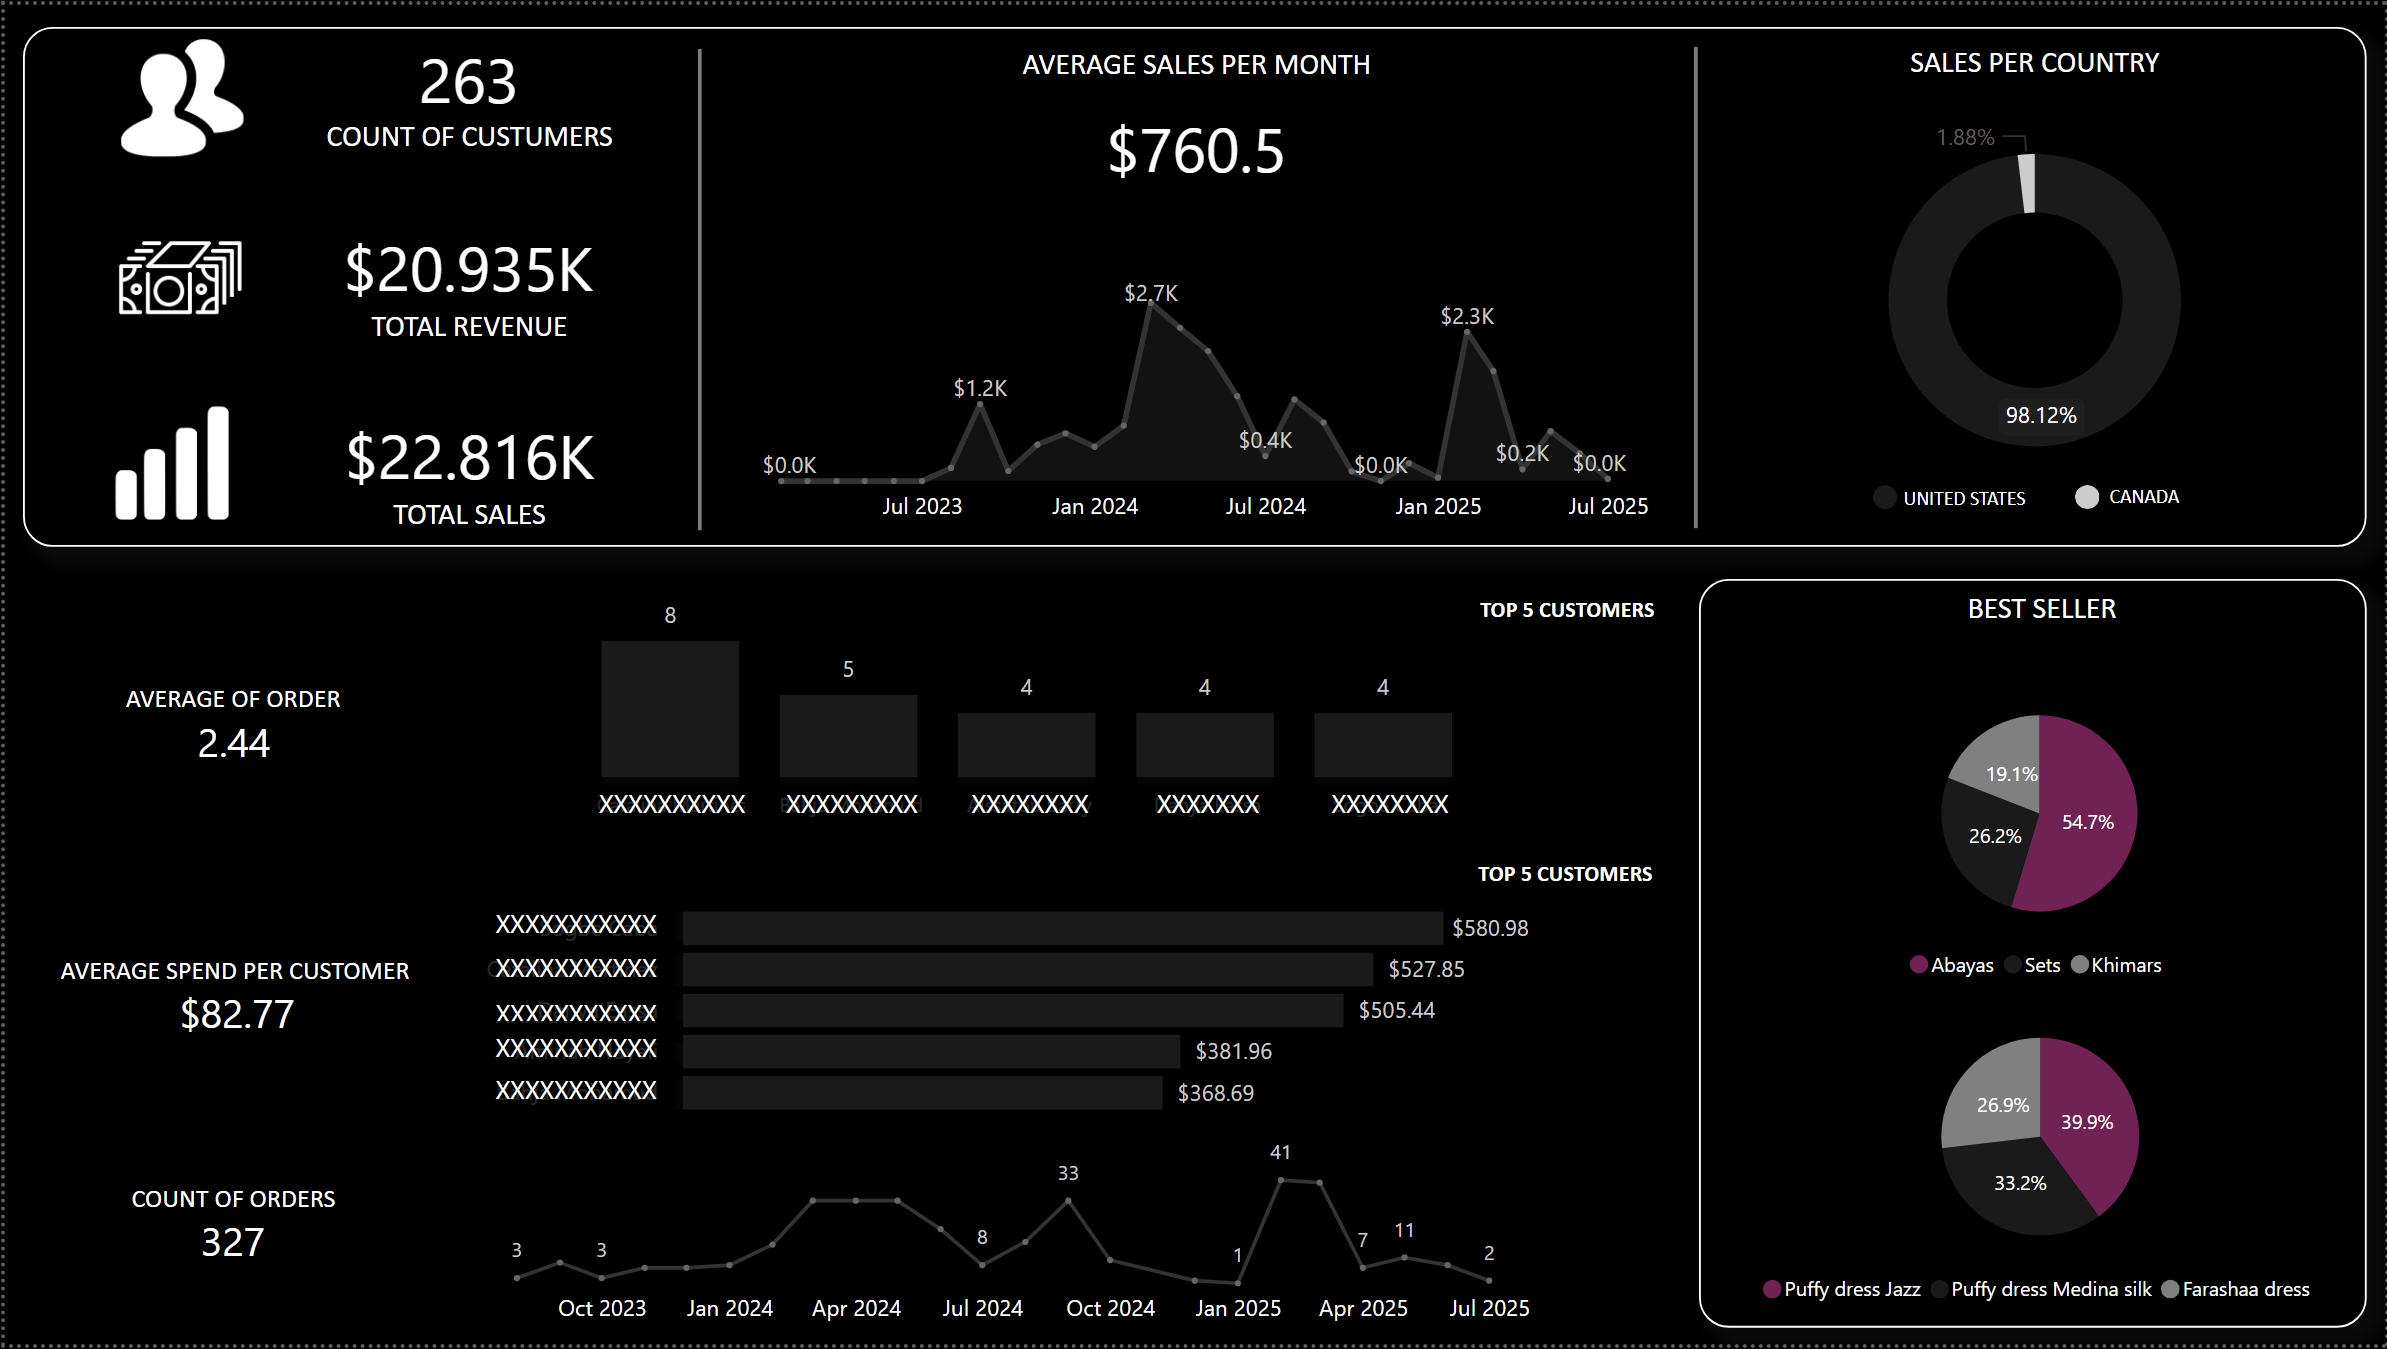 263
COUNT OF CUSTUMERS
$20.935K
TOTAL REVENUE
$22.816K
TOTAL SALES
AVERAGE SALES PER MONTH
$760.5
$2.7K
$2.3K
$1.2K
$0.4K
$0.2K
$0.0K
$0.0K
$0.0K
Jul 2023 Jan 2024 Jul 2024 Jan 2025 Jul 2025
SALES PER COUNTRY
1.88%
98.12%
UNITED STATES CANADA
AVERAGE OF ORDER
2.44
TOP 5 CUSTOMERS
8 5 4 4 4
XXXXXXXXXX XXXXXXXXX XXXXXXXX XXXXXXX XXXXXXXX
AVERAGE SPEND PER CUSTOMER
$82.77
TOP 5 CUSTOMERS
XXXXXXXXXXX $580.98
XXXXXXXXXXX $527.85
XXXXXXXXXXX $505.44
XXXXXXXXXXX $381.96
XXXXXXXXXXX $368.69
COUNT OF ORDERS
327
3 3 8 33 1 41 7 11 2
Oct 2023 Jan 2024 Apr 2024 Jul 2024 Oct 2024 Jan 2025 Apr 2025 Jul 2025
BEST SELLER
19.1%
54.7%
26.2%
Abayas Sets Khimars
26.9%
39.9%
33.2%
Puffy dress Jazz Puffy dress Medina silk Farashaa dress